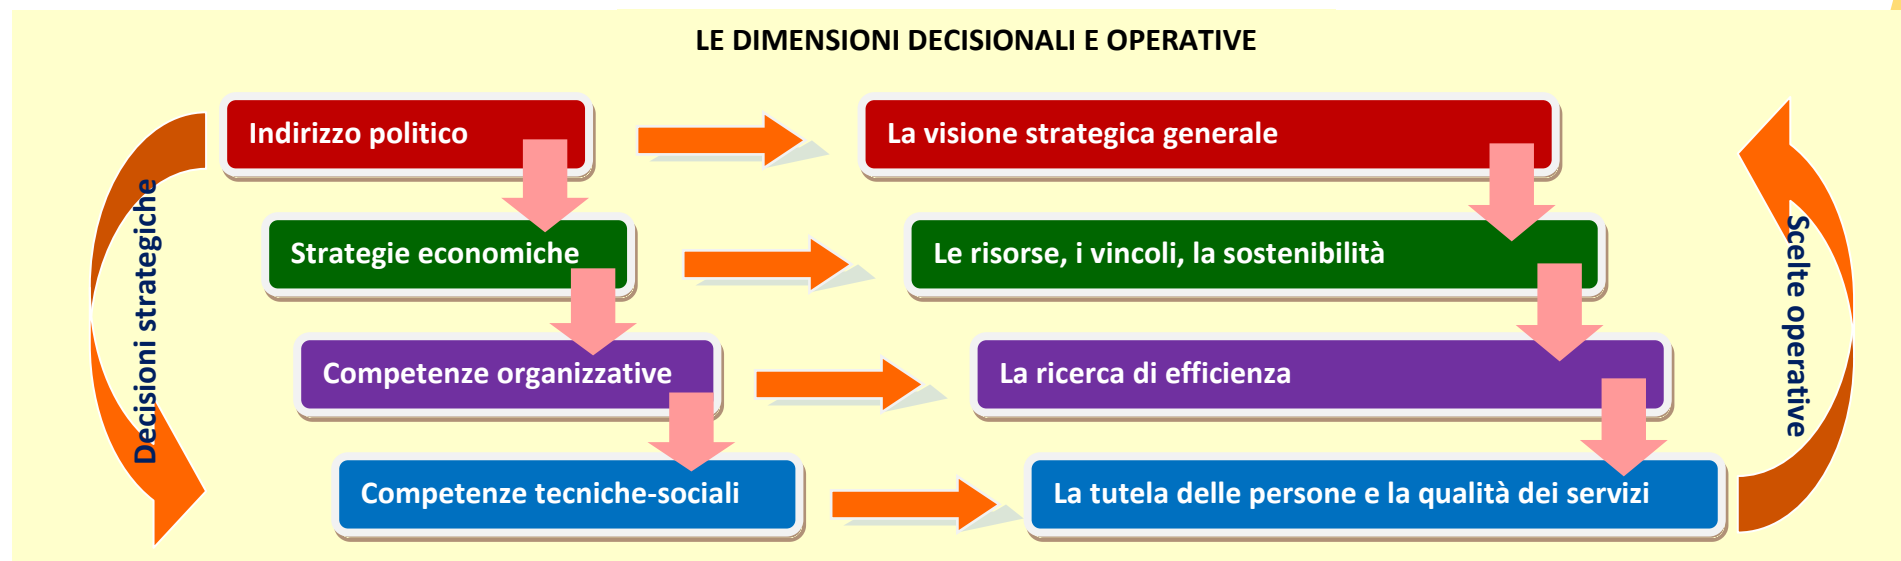 LE DIMENSIONI DECISIONALI E OPERATIVE
Indirizzo politico
La visione strategica generale
Strategie economiche
Le risorse, i vincoli, la sostenibilità
Competenze organizzative
La ricerca di efficienza
Competenze tecniche-sociali
La tutela delle persone e la qualità dei servizi
Decisioni strategiche
Scelte operative